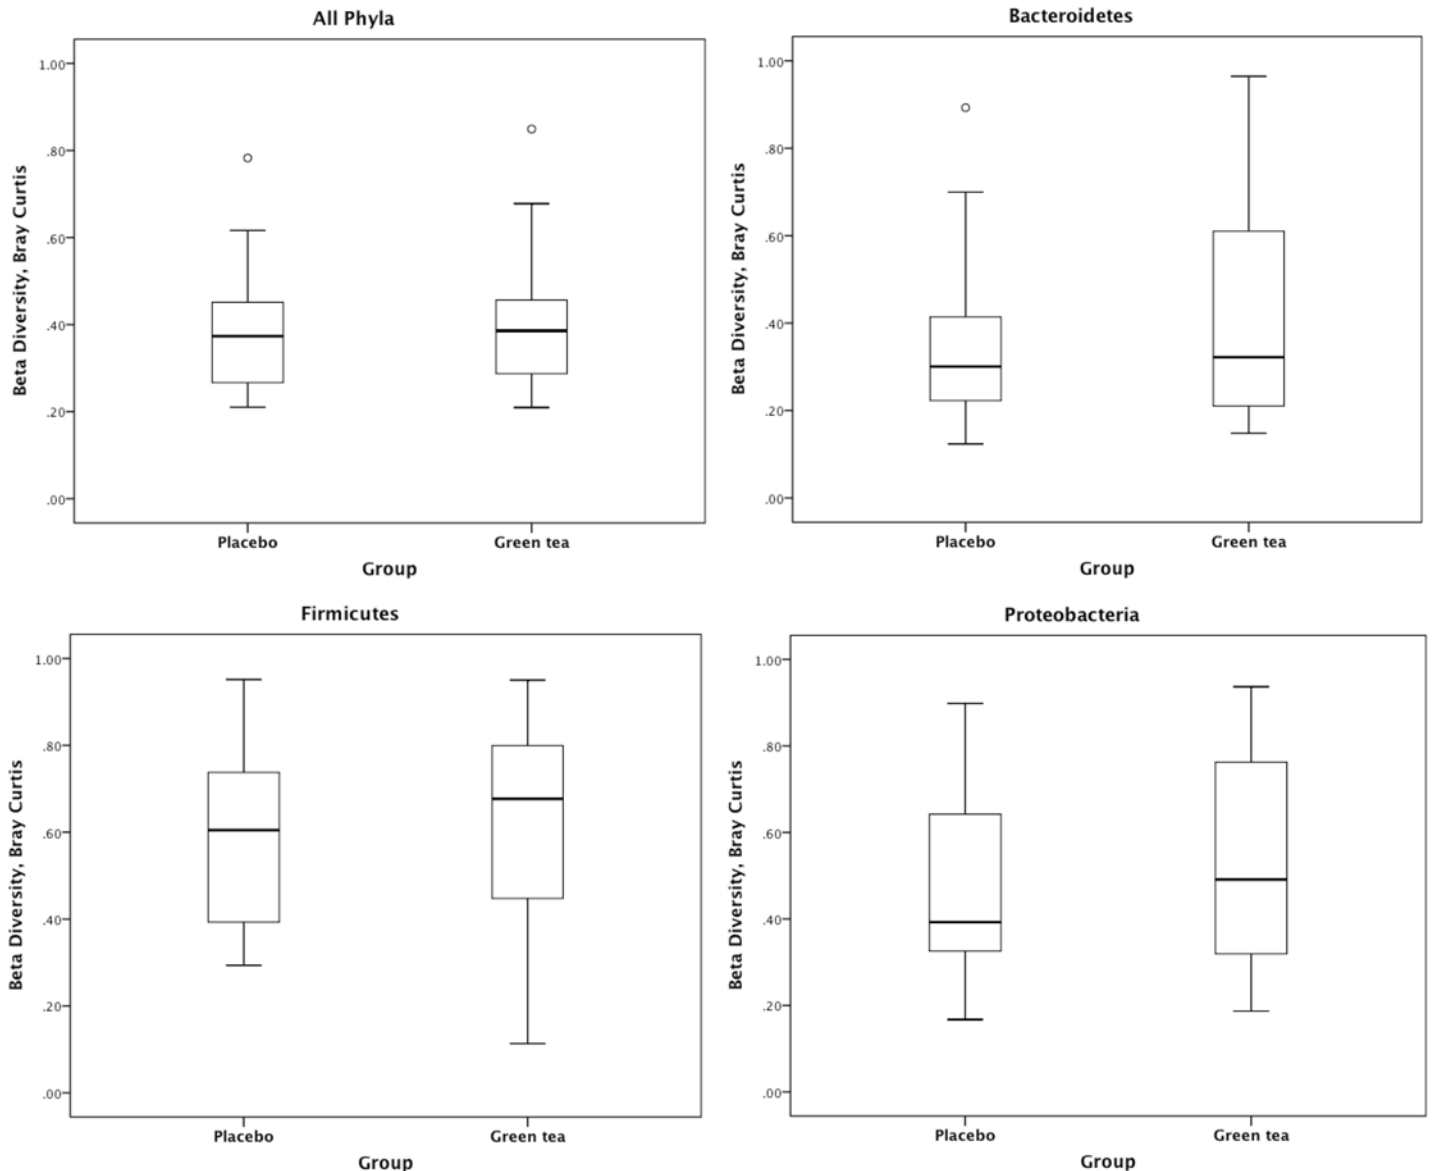 All Phyla
Beta Diversity, Bray Curtis
1.00
.80
.60
.40
.20
.00
Placebo Green tea
Group
Bacteroidetes
Beta Diversity, Bray Curtis
1.00
.80
.60
.40
.20
.00
Placebo Green tea
Group
Firmicutes
Beta Diversity, Bray Curtis
1.00
.80
.60
.40
.20
.00
Placebo Green tea
Group
Proteobacteria
Beta Diversity, Bray Curtis
1.00
.80
.60
.40
.20
.00
Placebo Green tea
Group